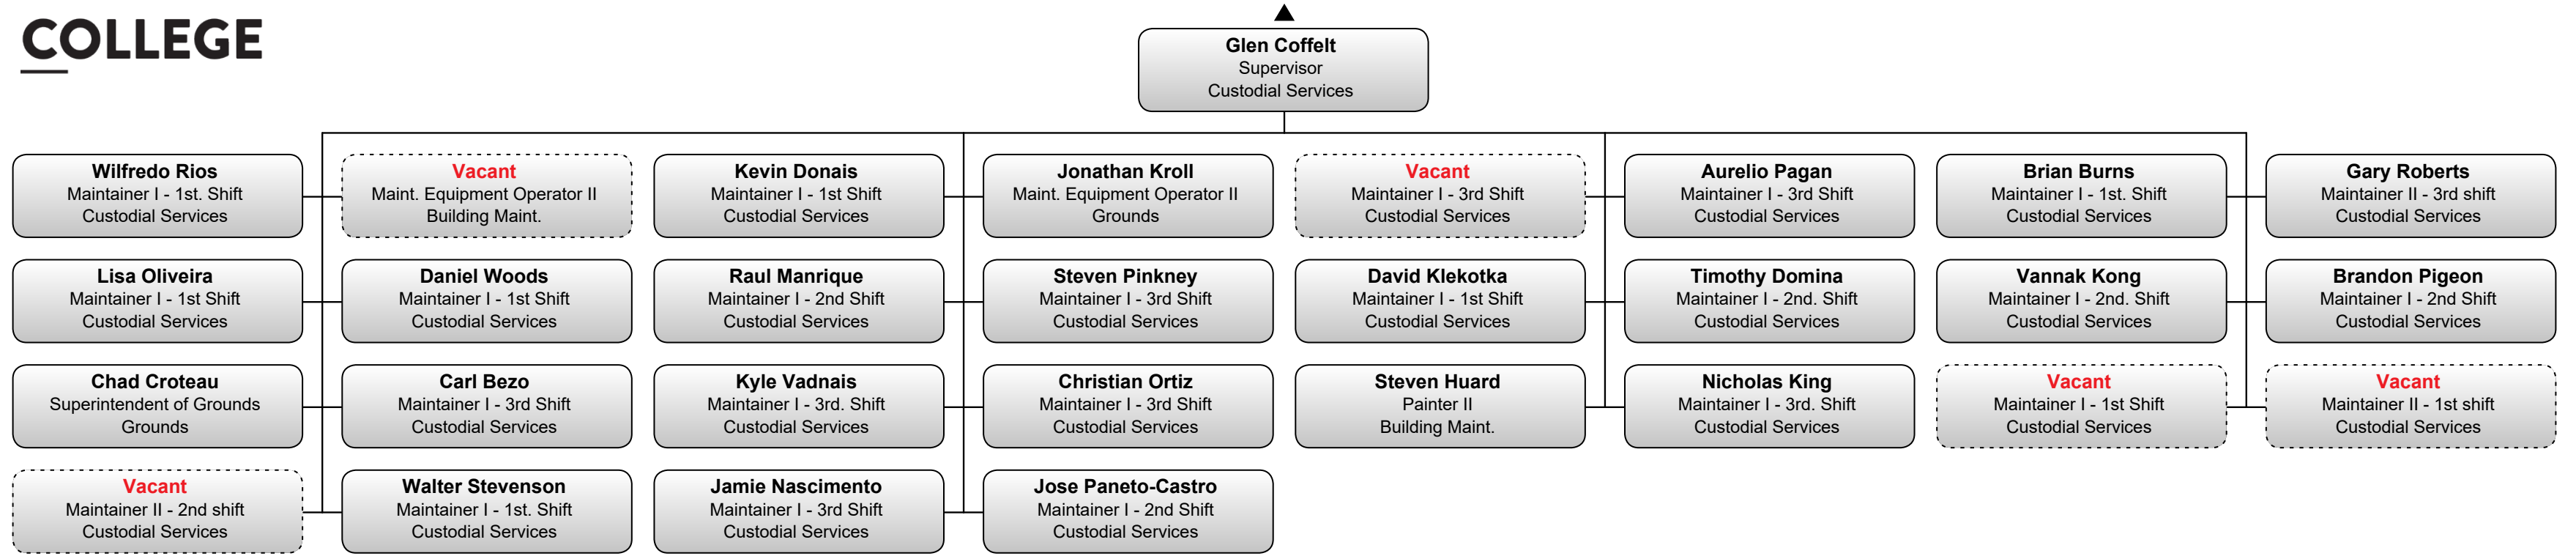 COLLEGE
Glen Coffelt
Supervisor
Custodial Services
Wilfredo Rios
Maintainer I - 1st. Shift
Custodial Services
Vacant
Maint. Equipment Operator II
Building Maint.
Kevin Donais
Maintainer I - 1st Shift
Custodial Services
Jonathan Kroll
Maint. Equipment Operator II
Grounds
Vacant
Maintainer I - 3rd Shift
Custodial Services
Aurelio Pagan
Maintainer I - 3rd Shift
Custodial Services
Brian Burns
Maintainer I - 1st. Shift
Custodial Services
Gary Roberts
Maintainer II - 3rd shift
Custodial Services
Lisa Oliveira
Maintainer I - 1st Shift
Custodial Services
Daniel Woods
Maintainer I - 1st Shift
Custodial Services
Raul Manrique
Maintainer I - 2nd Shift
Custodial Services
Steven Pinkney
Maintainer I - 3rd Shift
Custodial Services
David Klekotka
Maintainer I - 1st Shift
Custodial Services
Timothy Domina
Maintainer I - 2nd. Shift
Custodial Services
Vannak Kong
Maintainer I - 2nd. Shift
Custodial Services
Brandon Pigeon
Maintainer I - 2nd Shift
Custodial Services
Chad Croteau
Superintendent of Grounds
Grounds
Carl Bezo
Maintainer I - 3rd Shift
Custodial Services
Kyle Vadnais
Maintainer I - 3rd. Shift
Custodial Services
Christian Ortiz
Maintainer I - 3rd Shift
Custodial Services
Steven Huard
Painter II
Building Maint.
Nicholas King
Maintainer I - 3rd. Shift
Custodial Services
Vacant
Maintainer I - 1st Shift
Custodial Services
Vacant
Maintainer II - 1st shift
Custodial Services
Vacant
Maintainer II - 2nd shift
Custodial Services
Walter Stevenson
Maintainer I - 1st. Shift
Custodial Services
Jamie Nascimento
Maintainer I - 3rd Shift
Custodial Services
Jose Paneto-Castro
Maintainer I - 2nd Shift
Custodial Services